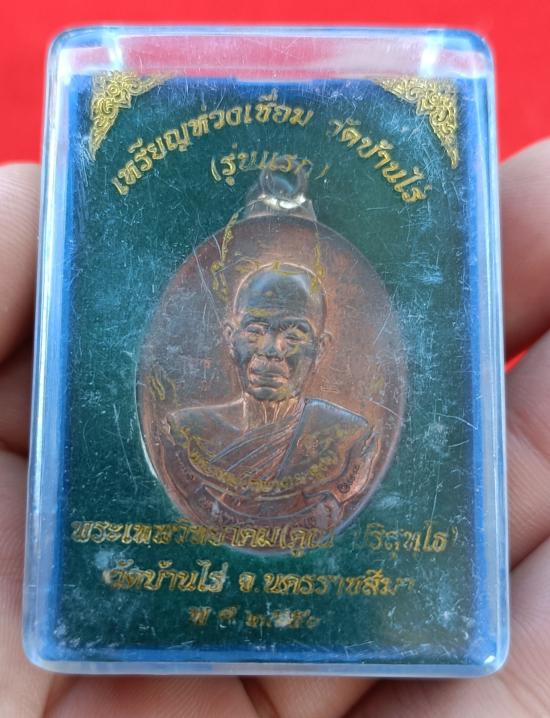 เหรียญห่วงเชื่อม วัดบ้านไร่
(รุ่นแรก)
พระเทพวิทยาคม(คูณ ปริสุทโธ)
วัดบ้านไร่ จ.นครราชสีมา
พ.ศ.